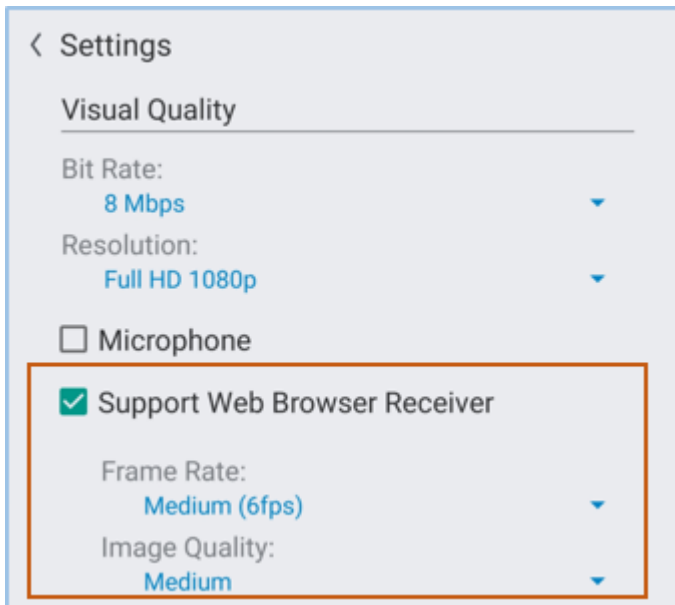 Settings
Visual Quality
Bit Rate:
8 Mbps
Resolution:
Full HD 1080p
Microphone
Support Web Browser Receiver
Frame Rate:
Medium (6fps)
Image Quality:
Medium